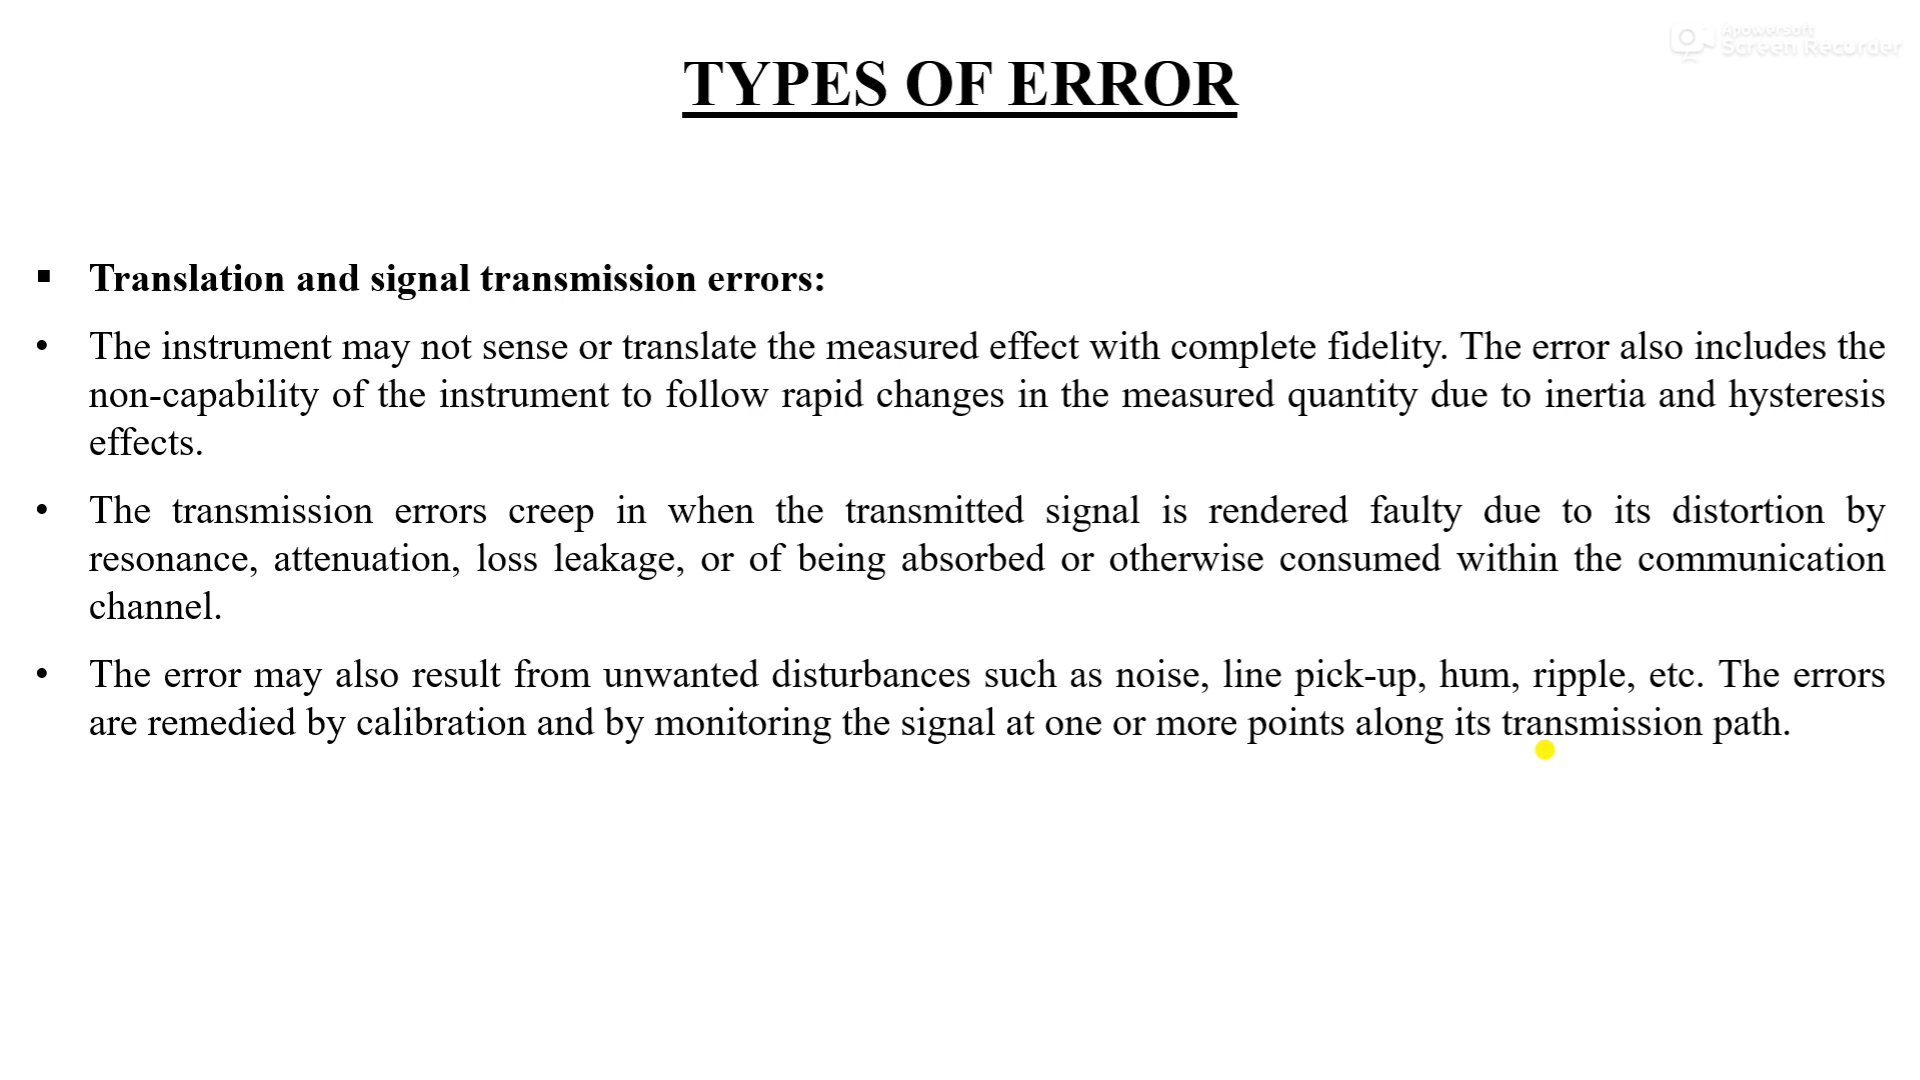 Apowersoft
Screen Recorder
TYPES OF ERROR
▪ Translation and signal transmission errors:
• The instrument may not sense or translate the measured effect with complete fidelity. The error also includes the
non-capability of the instrument to follow rapid changes in the measured quantity due to inertia and hysteresis
effects.
• The transmission errors creep in when the transmitted signal is rendered faulty due to its distortion by
resonance, attenuation, loss leakage, or of being absorbed or otherwise consumed within the communication
channel.
• The error may also result from unwanted disturbances such as noise, line pick-up, hum, ripple, etc. The errors
are remedied by calibration and by monitoring the signal at one or more points along its transmission path.